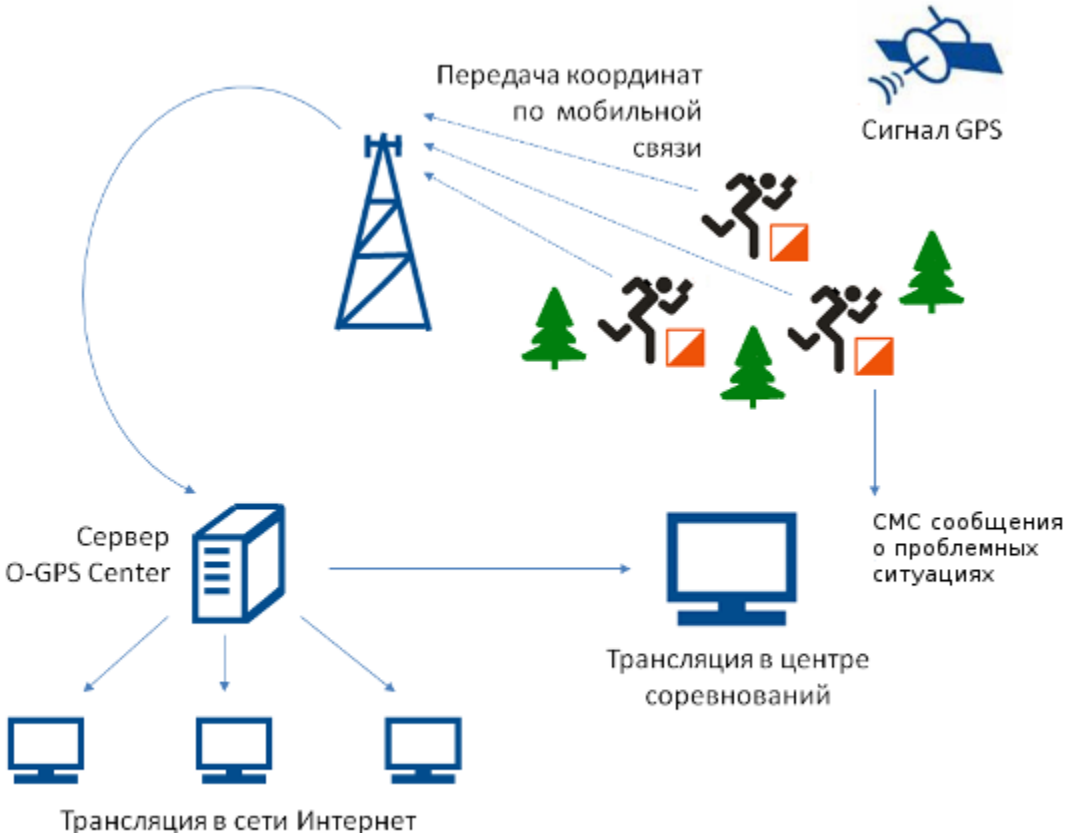 Передача координат
по мобильной
связи
Сигнал GPS
Сервер
O-GPS Center
СМС сообщения
о проблемных
ситуациях
Трансляция в центре
соревнований
Трансляция в сети Интернет